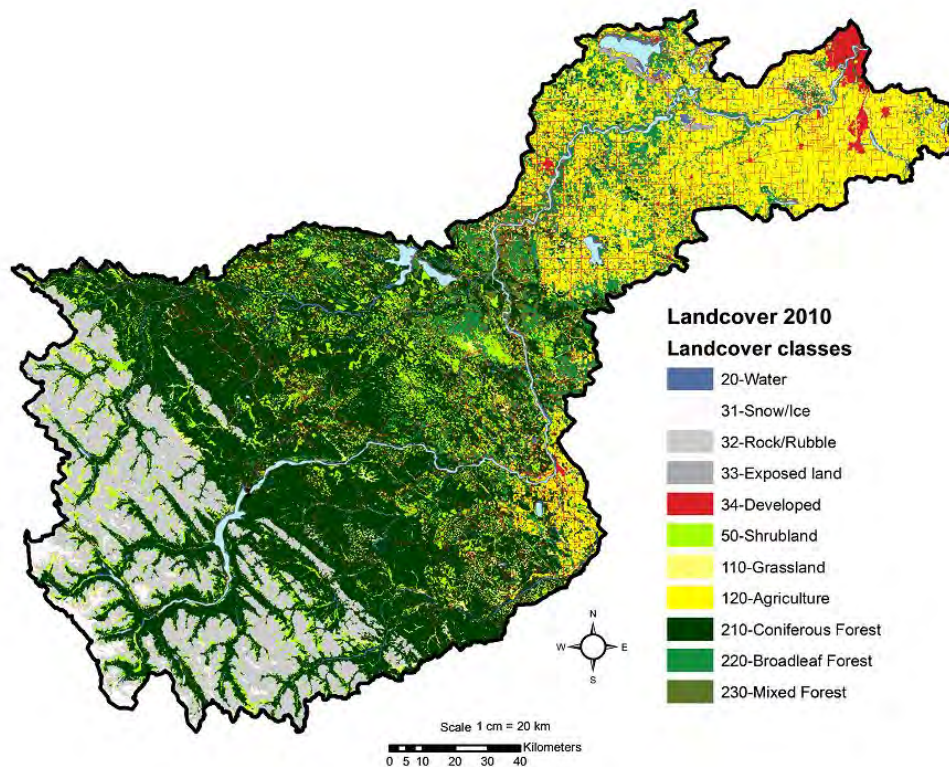 Landcover 2010
Landcover classes
20-Water
31-Snow/Ice
32-Rock/Rubble
33-Exposed land
34-Developed
50-Shrubland
110-Grassland
120-Agriculture
210-Coniferous Forest
220-Broadleaf Forest
230-Mixed Forest
N
W E
S
Scale 1 cm = 20 km
Kilometers
0 5 10 20 30 40